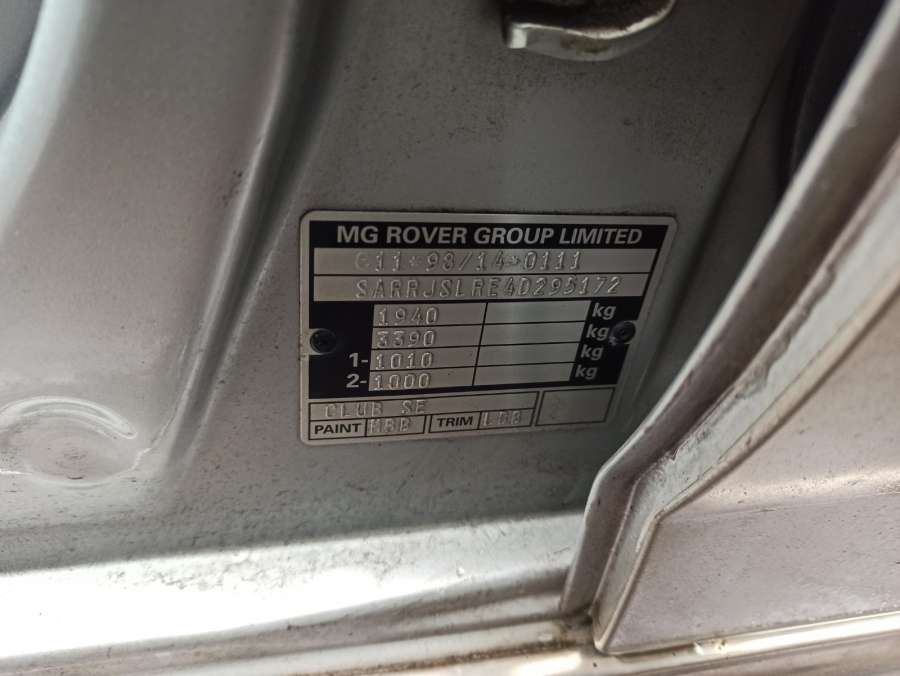 MG ROVER GROUP LIMITED
e11*98/14*0111
SARRJSLRE4D295172
1940 kg
3390 kg
1-1010 kg
2-1000 kg
CLUB SE
PAINT MBB TRIM